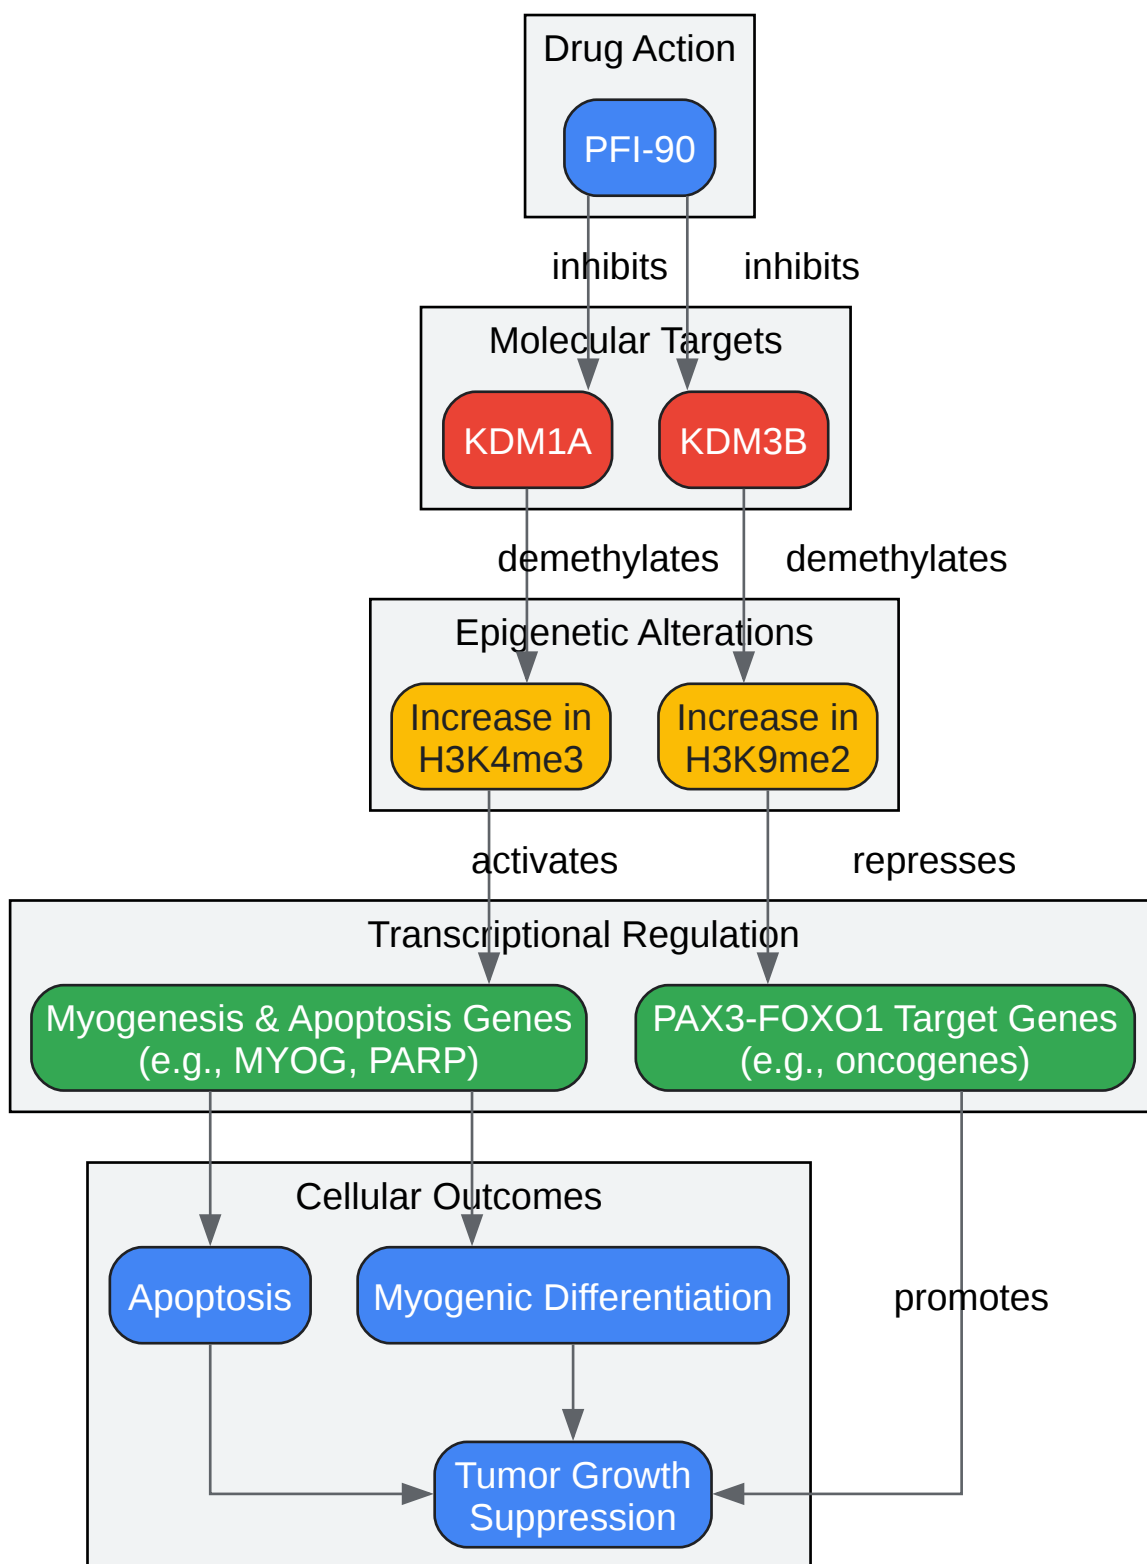 Drug Action
PFI-90
inhibits
inhibits
Molecular Targets
KDM1A
KDM3B
demethylates
demethylates
Epigenetic Alterations
Increase in
H3K4me3
Increase in
H3K9me2
activates
represses
Transcriptional Regulation
Myogenesis & Apoptosis Genes
(e.g., MYOG, PARP)
PAX3-FOXO1 Target Genes
(e.g., oncogenes)
Cellular Outcomes
Apoptosis
Myogenic Differentiation
promotes
Tumor Growth
Suppression